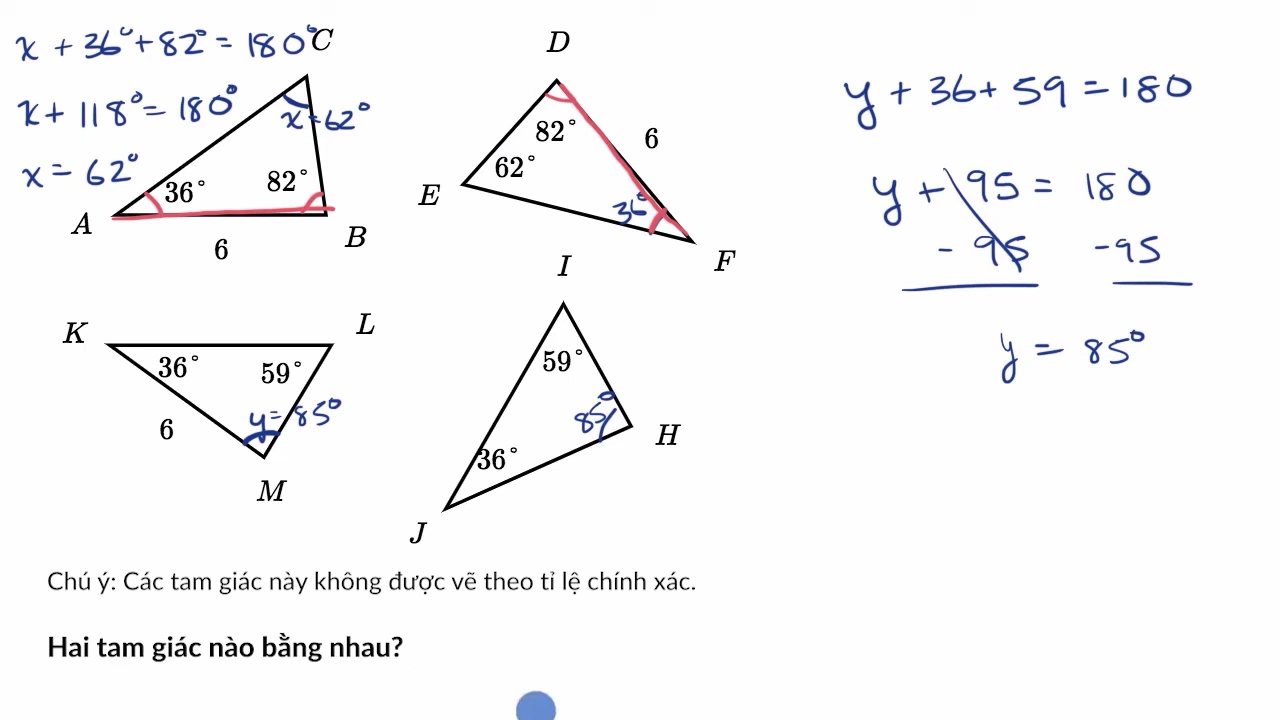 x + 36° + 82° = 180°
C
x + 118° = 180°
x = 62°
x = 62°
36°
82°
A
B
6
D
82°
62°
6
E
36°
F
y + 36 + 59 = 180
y + 95 = 180
- 95 -95
y = 85°
K
L
36°
59°
6
y = 85°
M
I
59°
85°
H
36°
J
Chú ý: Các tam giác này không được vẽ theo tỉ lệ chính xác.
Hai tam giác nào bằng nhau?